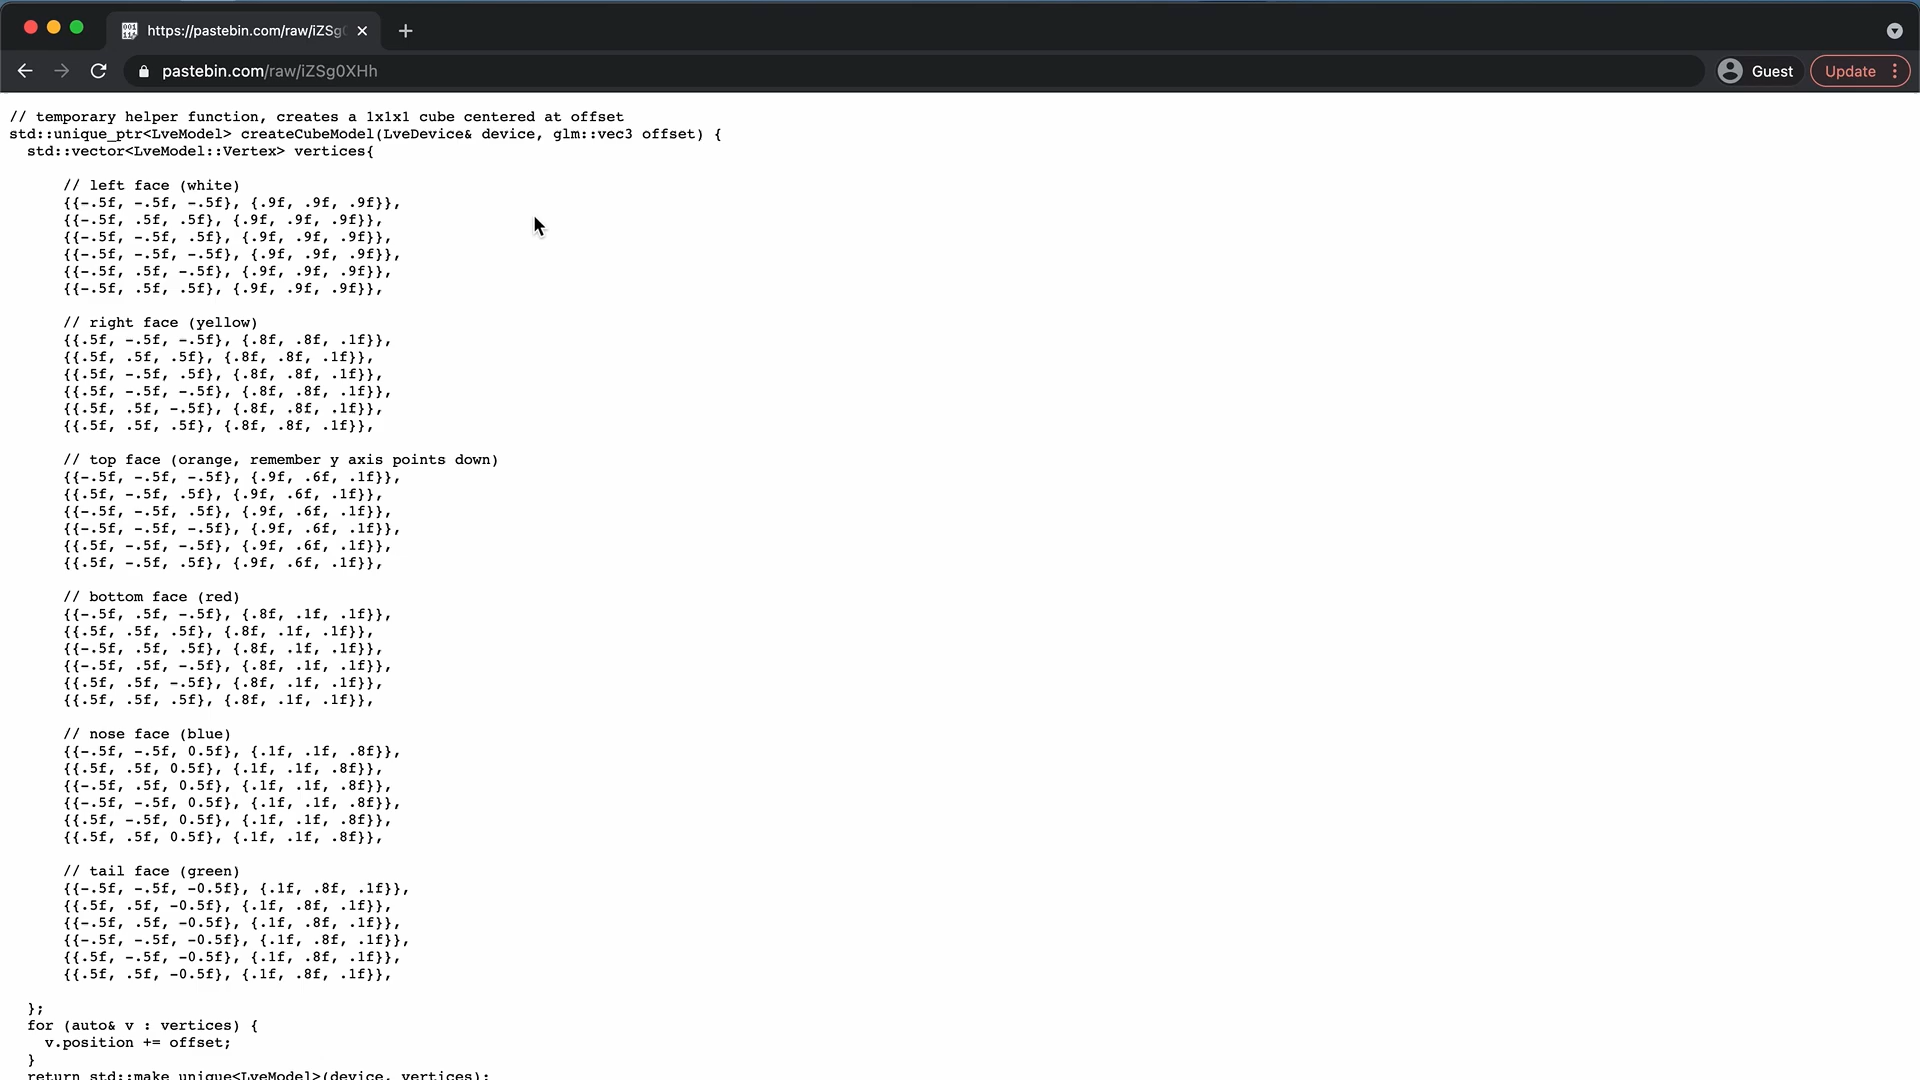 https://pastebin.com/raw/iZSg
pastebin.com/raw/iZSg0XHh
Guest
Update
// temporary helper function, creates a 1x1x1 cube centered at offset
std::unique_ptr<LveModel> createCubeModel(LveDevice& device, glm::vec3 offset) {
  std::vector<LveModel::Vertex> vertices{
      // left face (white)
      {{-.5f, -.5f, -.5f}, {.9f, .9f, .9f}},
      {{-.5f, .5f, .5f}, {.9f, .9f, .9f}},
      {{-.5f, -.5f, .5f}, {.9f, .9f, .9f}},
      {{-.5f, -.5f, -.5f}, {.9f, .9f, .9f}},
      {{-.5f, .5f, -.5f}, {.9f, .9f, .9f}},
      {{-.5f, .5f, .5f}, {.9f, .9f, .9f}},
      // right face (yellow)
      {{.5f, -.5f, -.5f}, {.8f, .8f, .1f}},
      {{.5f, .5f, .5f}, {.8f, .8f, .1f}},
      {{.5f, -.5f, .5f}, {.8f, .8f, .1f}},
      {{.5f, -.5f, -.5f}, {.8f, .8f, .1f}},
      {{.5f, .5f, -.5f}, {.8f, .8f, .1f}},
      {{.5f, .5f, .5f}, {.8f, .8f, .1f}},
      // top face (orange, remember y axis points down)
      {{-.5f, -.5f, -.5f}, {.9f, .6f, .1f}},
      {{.5f, -.5f, .5f}, {.9f, .6f, .1f}},
      {{-.5f, -.5f, .5f}, {.9f, .6f, .1f}},
      {{-.5f, -.5f, -.5f}, {.9f, .6f, .1f}},
      {{.5f, -.5f, -.5f}, {.9f, .6f, .1f}},
      {{.5f, -.5f, .5f}, {.9f, .6f, .1f}},
      // bottom face (red)
      {{-.5f, .5f, -.5f}, {.8f, .1f, .1f}},
      {{.5f, .5f, .5f}, {.8f, .1f, .1f}},
      {{-.5f, .5f, .5f}, {.8f, .1f, .1f}},
      {{-.5f, .5f, -.5f}, {.8f, .1f, .1f}},
      {{.5f, .5f, -.5f}, {.8f, .1f, .1f}},
      {{.5f, .5f, .5f}, {.8f, .1f, .1f}},
      // nose face (blue)
      {{-.5f, -.5f, 0.5f}, {.1f, .1f, .8f}},
      {{.5f, .5f, 0.5f}, {.1f, .1f, .8f}},
      {{-.5f, .5f, 0.5f}, {.1f, .1f, .8f}},
      {{-.5f, -.5f, 0.5f}, {.1f, .1f, .8f}},
      {{.5f, -.5f, 0.5f}, {.1f, .1f, .8f}},
      {{.5f, .5f, 0.5f}, {.1f, .1f, .8f}},
      // tail face (green)
      {{-.5f, -.5f, -0.5f}, {.1f, .8f, .1f}},
      {{.5f, .5f, -0.5f}, {.1f, .8f, .1f}},
      {{-.5f, .5f, -0.5f}, {.1f, .8f, .1f}},
      {{-.5f, -.5f, -0.5f}, {.1f, .8f, .1f}},
      {{.5f, -.5f, -0.5f}, {.1f, .8f, .1f}},
      {{.5f, .5f, -0.5f}, {.1f, .8f, .1f}},
  };
  for (auto& v : vertices) {
    v.position += offset;
  }
  return std::make_unique<LveModel>(device, vertices);